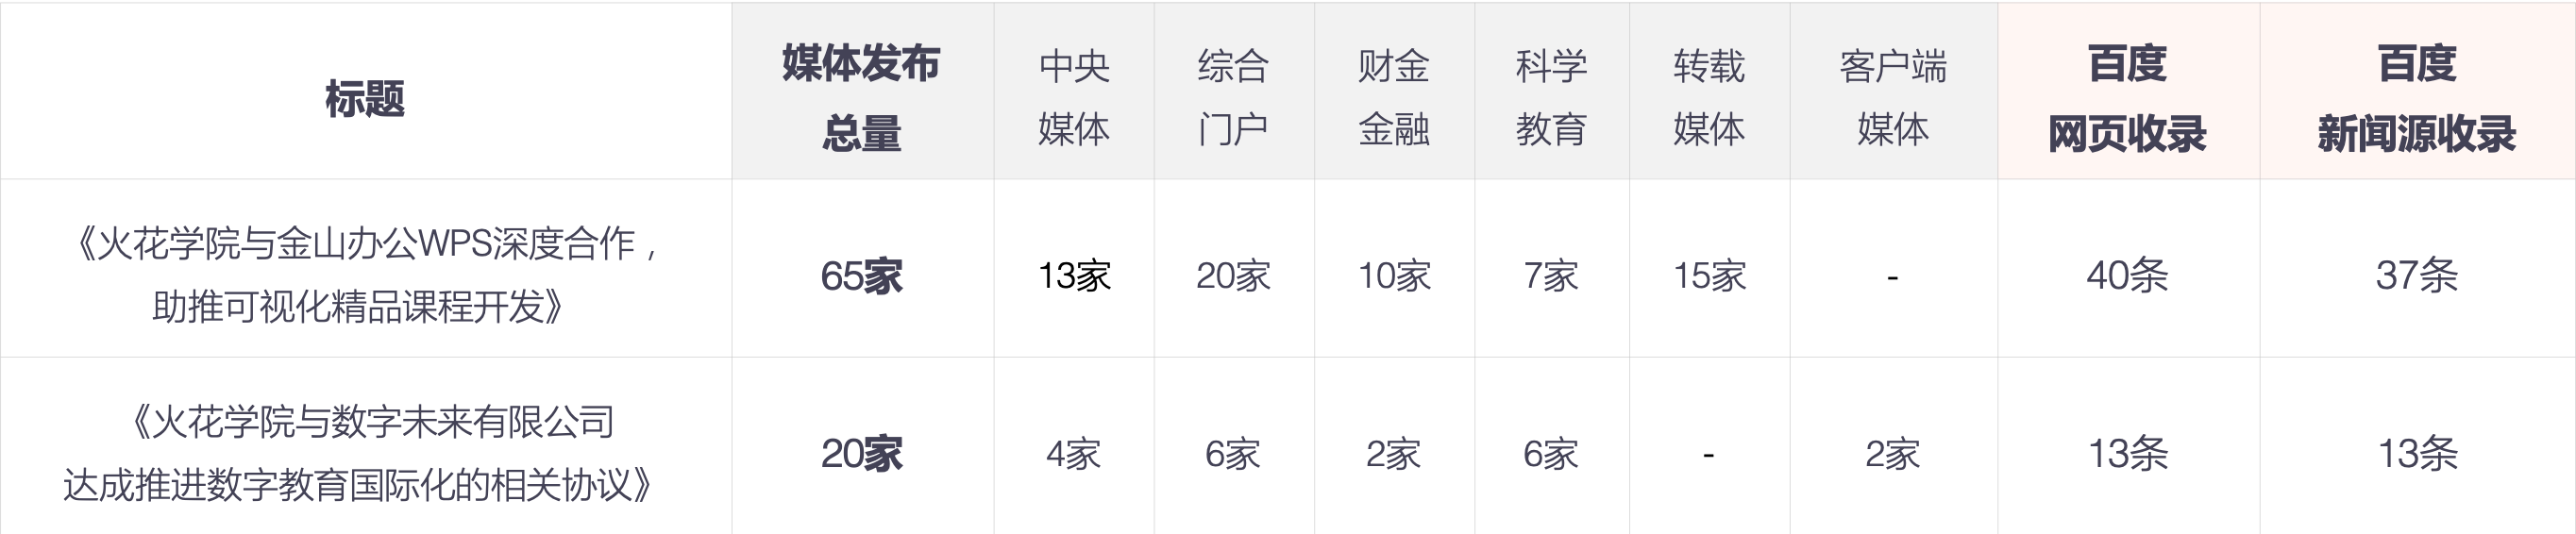 标题
媒体发布
总量
中央
媒体
综合
门户
财金
金融
科学
教育
转载
媒体
客户端
媒体
百度
网页收录
百度
新闻源收录
《火花学院与金山办公WPS深度合作，
助推可视化精品课程开发》
65家
13家
20家
10家
7家
15家
-
40条
37条
《火花学院与数字未来有限公司
达成推进数字教育国际化的相关协议》
20家
4家
6家
2家
6家
-
2家
13条
13条